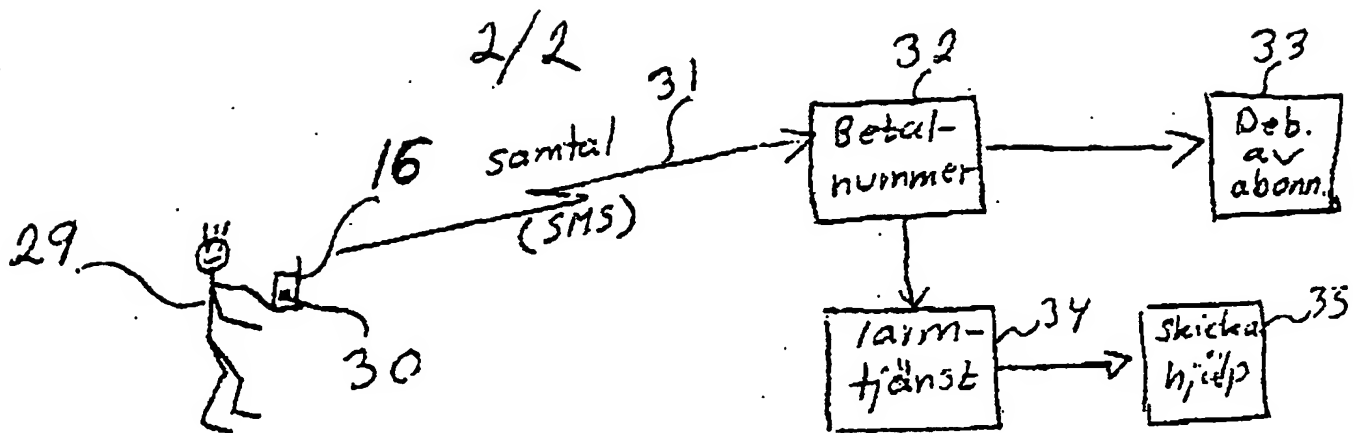 2/2
32
33
31
Betal-
nummer
Deb.
av
abonn.
samtal
(SMS)
16
29
30
larm-
tjänst
34
skicka
hjälp
35